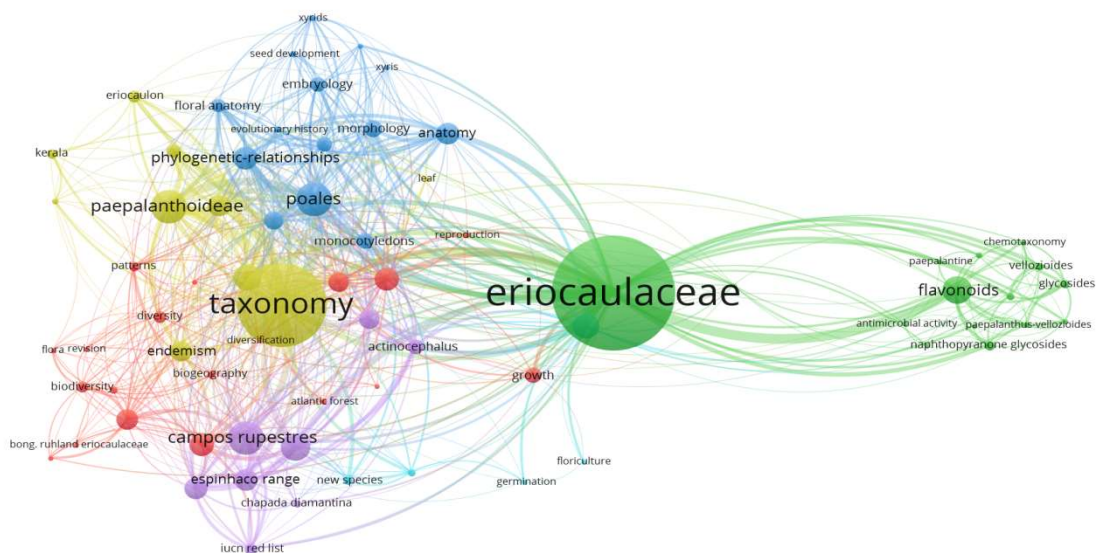 xyrids
seed development
xyris
eriocaulon
embryology
floral anatomy
evolutionary history
morphology
anatomy
kerala
phylogenetic-relationships
leaf
paepalanthoideae
poales
reproduction
monocotyledons
chemotaxonomy
paepalantine
vellozioides
patterns
glycosides
flavonoids
eriocaulaceae
taxonomy
diversity
antimicrobial activity
paepalanthus-vellozioides
diversification
naphthopyranone glycosides
flora
revision
endemism
actinocephalus
biogeography
growth
biodiversity
atlantic forest
campos rupestres
bong. ruhland eriocaulaceae
floriculture
espinhaco range
new species
germination
chapada diamantina
iucn red list